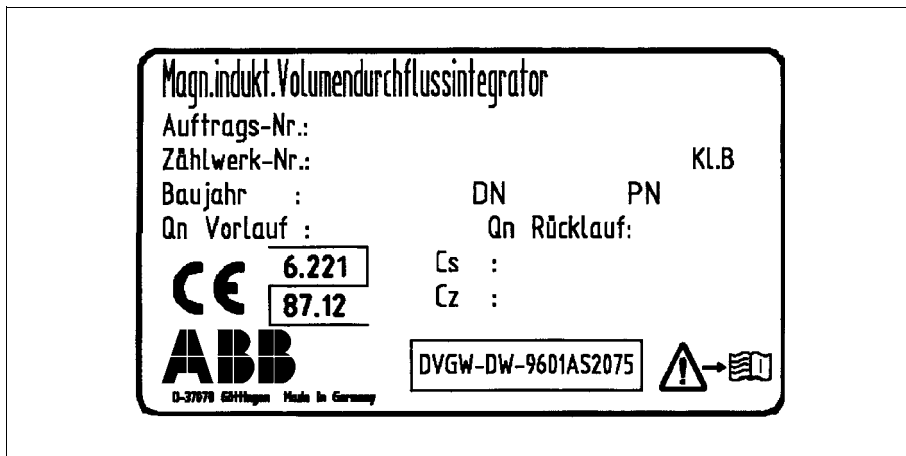 Magn.indukt.Volumendurchflussintegrator
Auftrags-Nr.:
Zählwerk-Nr.: Kl.B
Baujahr : DN PN
Qn Vorlauf : Qn Rücklauf:
CE 6.221 Cs :
87.12 Cz :
ABB
DVGW-DW-9601AS2075
D-37070 Göttingen Made in Germany